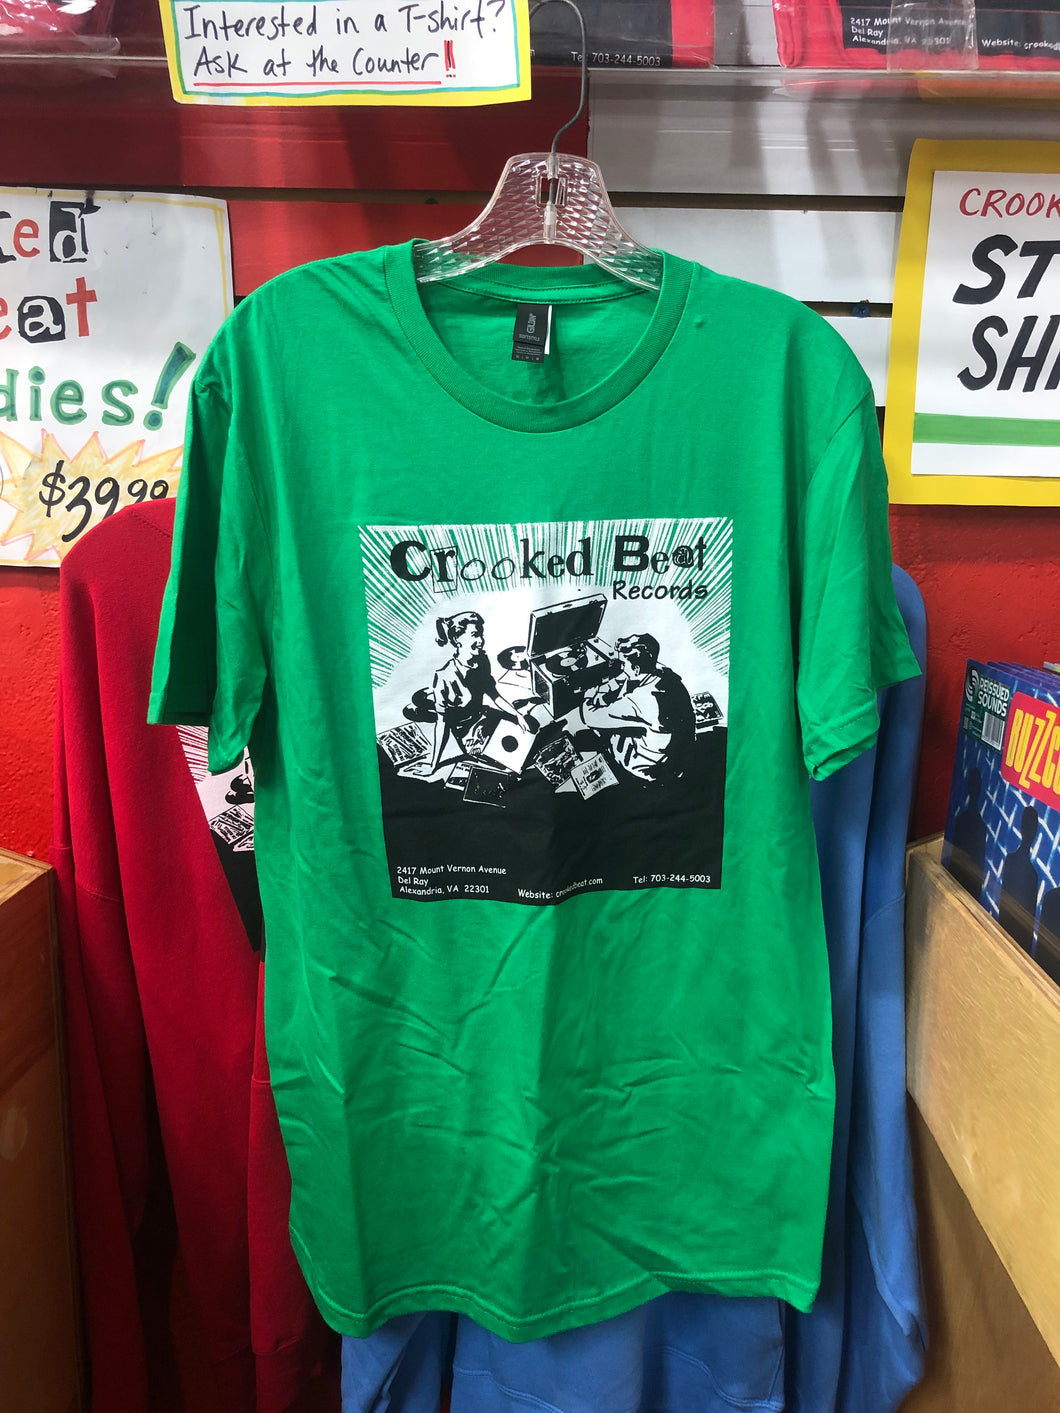 Interested in a T-shirt?
Ask at the Counter!!
Tel: 703-244-5003
2417 Mount Vernon Avenue
Del Ray
Alexandria, VA 22301
Website: crooked
ked
eat
dies!
$39.99
CROOK
ST
SH
GILDAN
SOFTSTYLE
M
Crooked Beat
Records
2417 Mount Vernon Avenue
Del Ray
Alexandria, VA 22301
Website: crookedbeat.com
Tel: 703-244-5003
REISSUED
SOUNDS
BUZZCO